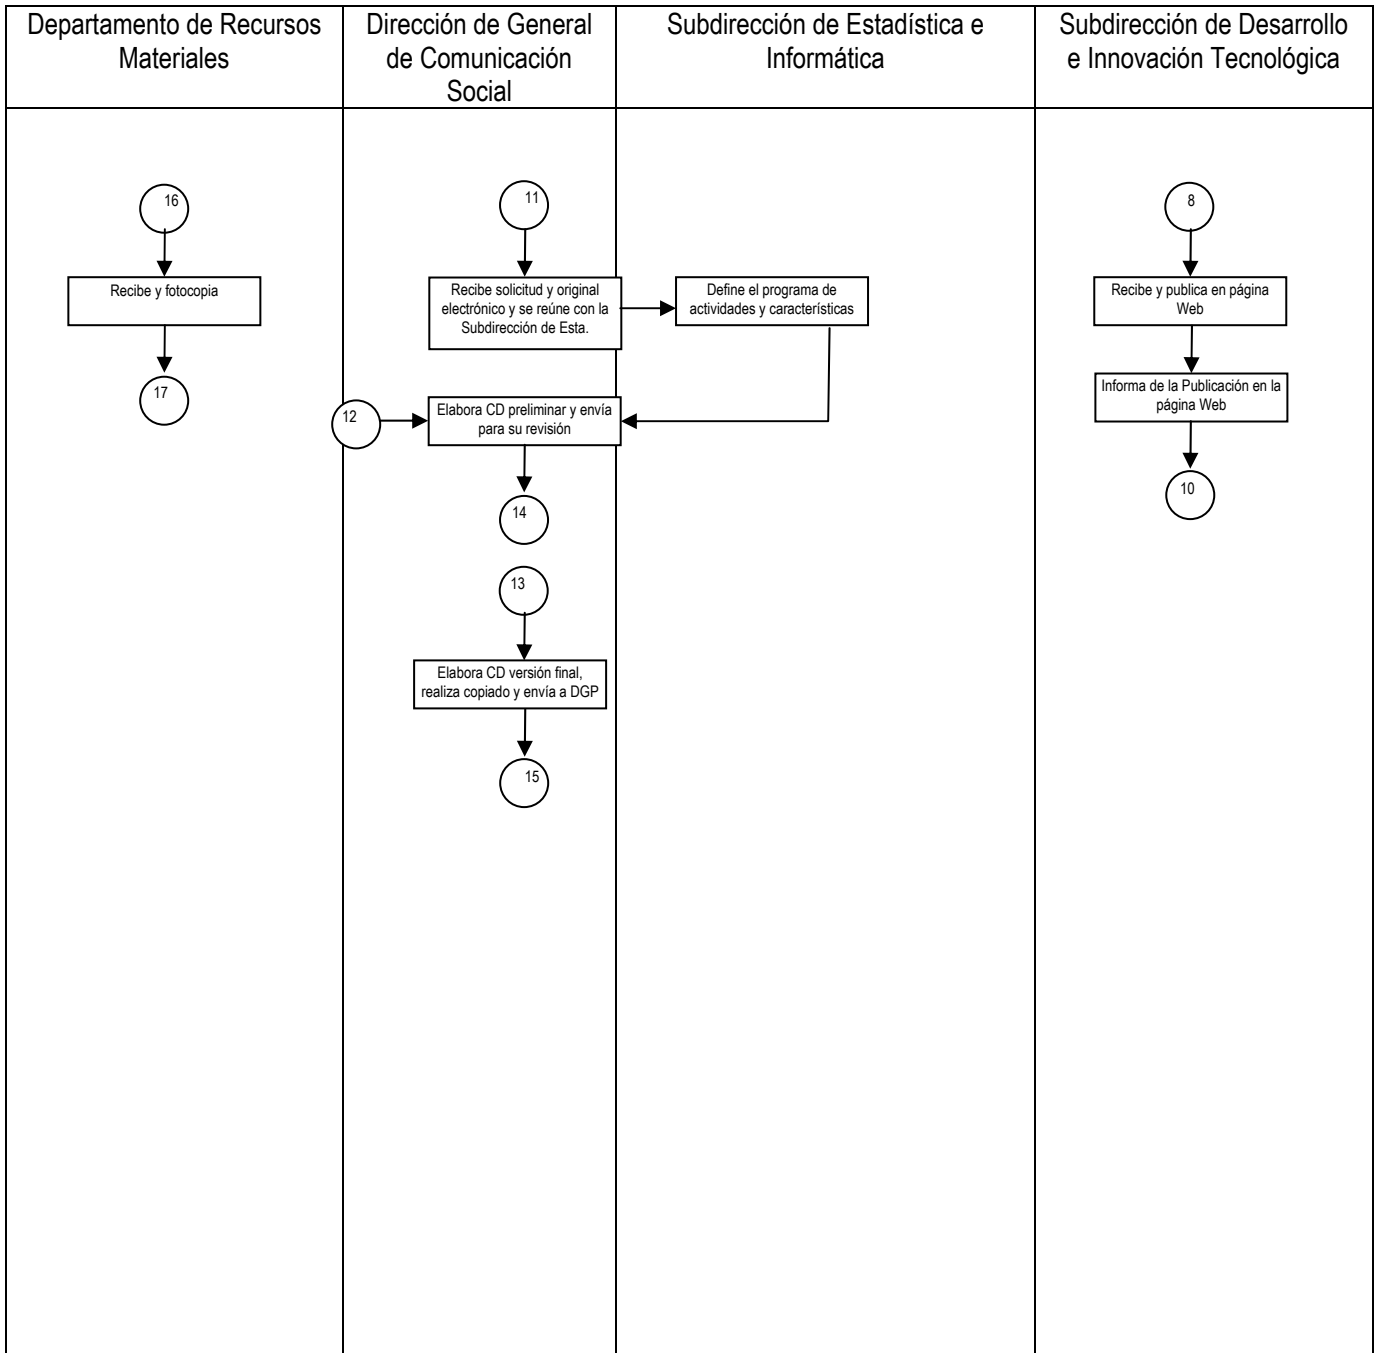 Departamento de Recursos
Materiales
Dirección de General
de Comunicación
Social
Subdirección de Estadística e
Informática
Subdirección de Desarrollo
e Innovación Tecnológica
16
Recibe y fotocopia
17
11
Recibe solicitud y original
electrónico y se reúne con la
Subdirección de Esta.
Define el programa de
actividades y características
12
Elabora CD preliminar y envía
para su revisión
14
13
Elabora CD versión final,
realiza copiado y envía a DGP
15
8
Recibe y publica en página
Web
Informa de la Publicación en la
página Web
10